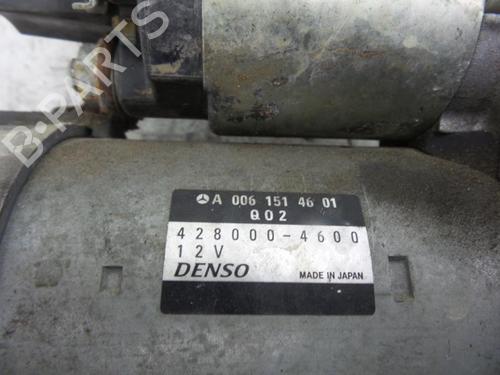 B-PARTS
A 006 151 46 01
Q02
428000-4600
12V
DENSO
MADE IN JAPAN